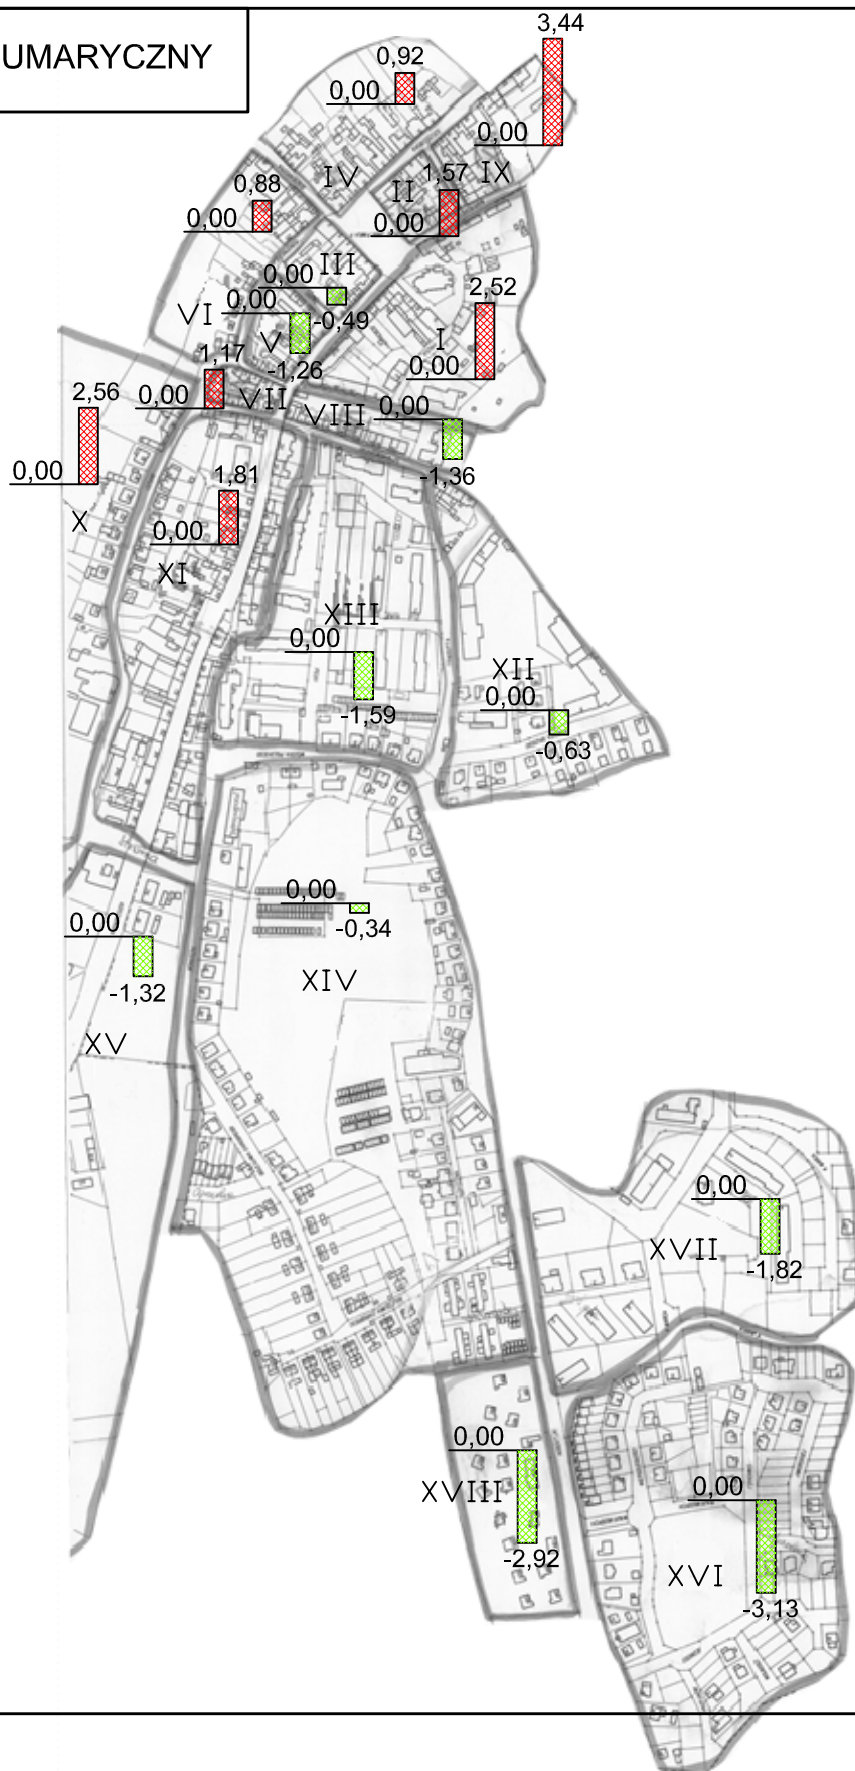 UMARYCZNY
3,44
0,92
0,00
0,00
IV
IX
1,57
II
0,88
0,00
0,00
III
0,00
-0,49
VI
0,00
V
-1,26
2,52
I
0,00
1,17
0,00
VII
VIII
0,00
-1,36
2,56
0,00
X
1,81
0,00
XI
XIII
0,00
-1,59
XII
0,00
-0,63
0,00
-0,34
XIV
0,00
-1,32
XV
0,00
XVII
-1,82
0,00
XVIII
-2,92
0,00
XVI
-3,13